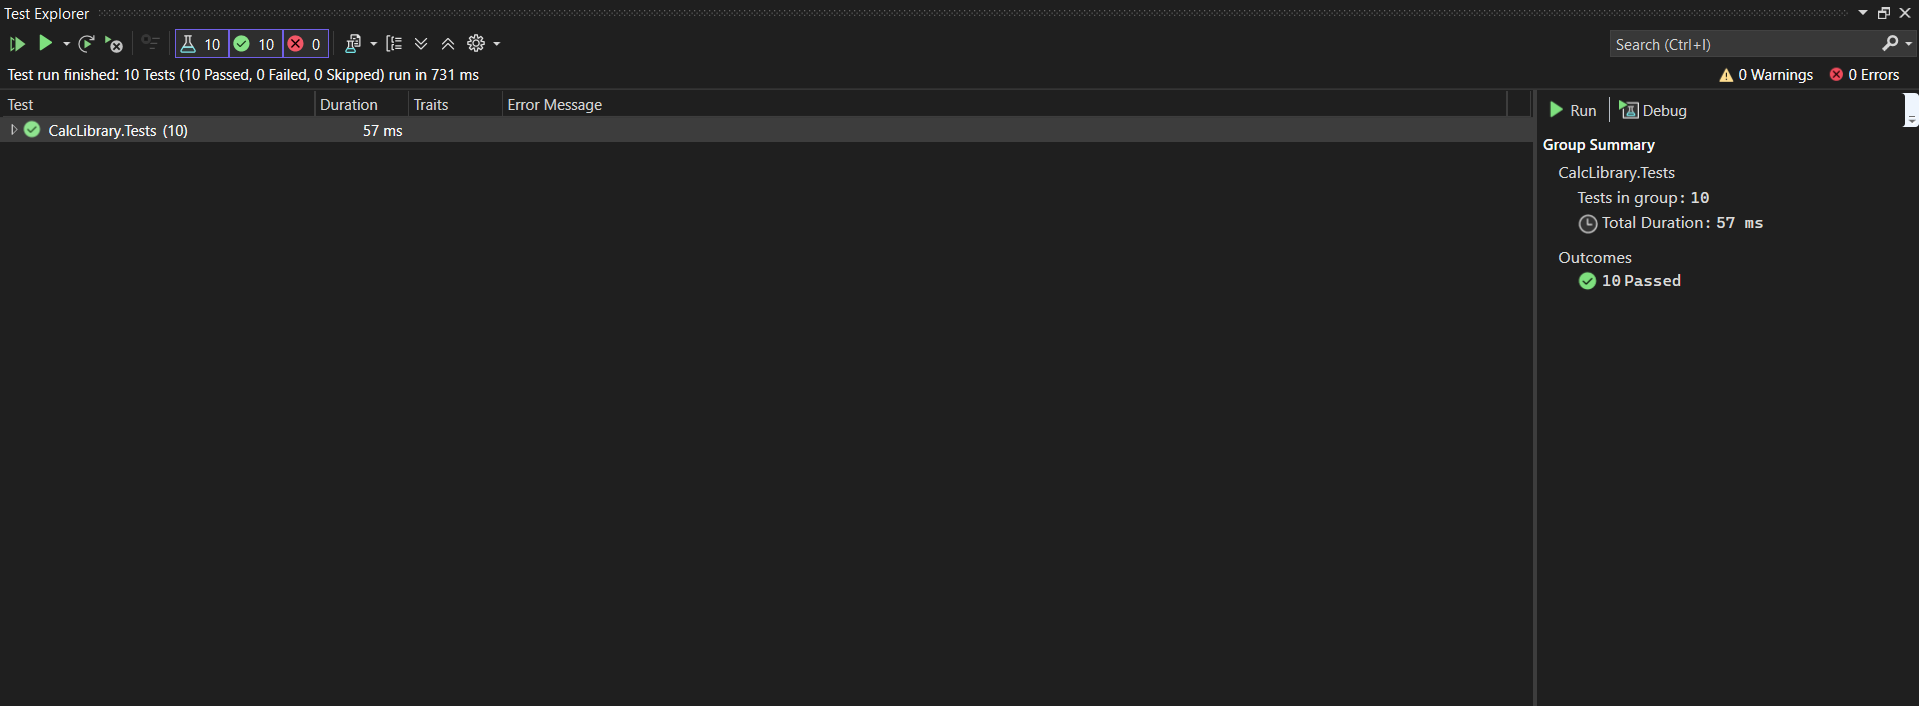 Test Explorer
10 10 0
Search (Ctrl+I)
Test run finished: 10 Tests (10 Passed, 0 Failed, 0 Skipped) run in 731 ms
0 Warnings 0 Errors
Test Duration Traits Error Message
CalcLibrary.Tests (10) 57 ms
Run Debug
Group Summary
CalcLibrary.Tests
Tests in group: 10
Total Duration: 57 ms
Outcomes
10 Passed